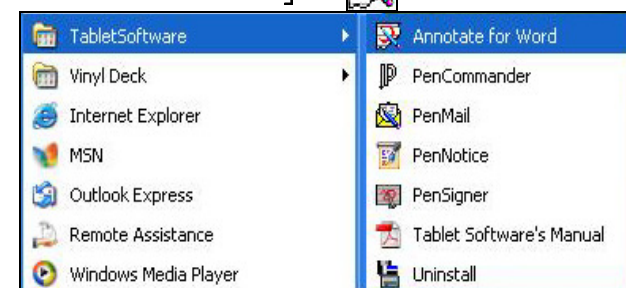 TabletSoftware
Vinyl Deck
Internet Explorer
MSN
Outlook Express
Remote Assistance
Windows Media Player
Annotate for Word
PenCommander
PenMail
PenNotice
PenSigner
Tablet Software's Manual
Uninstall